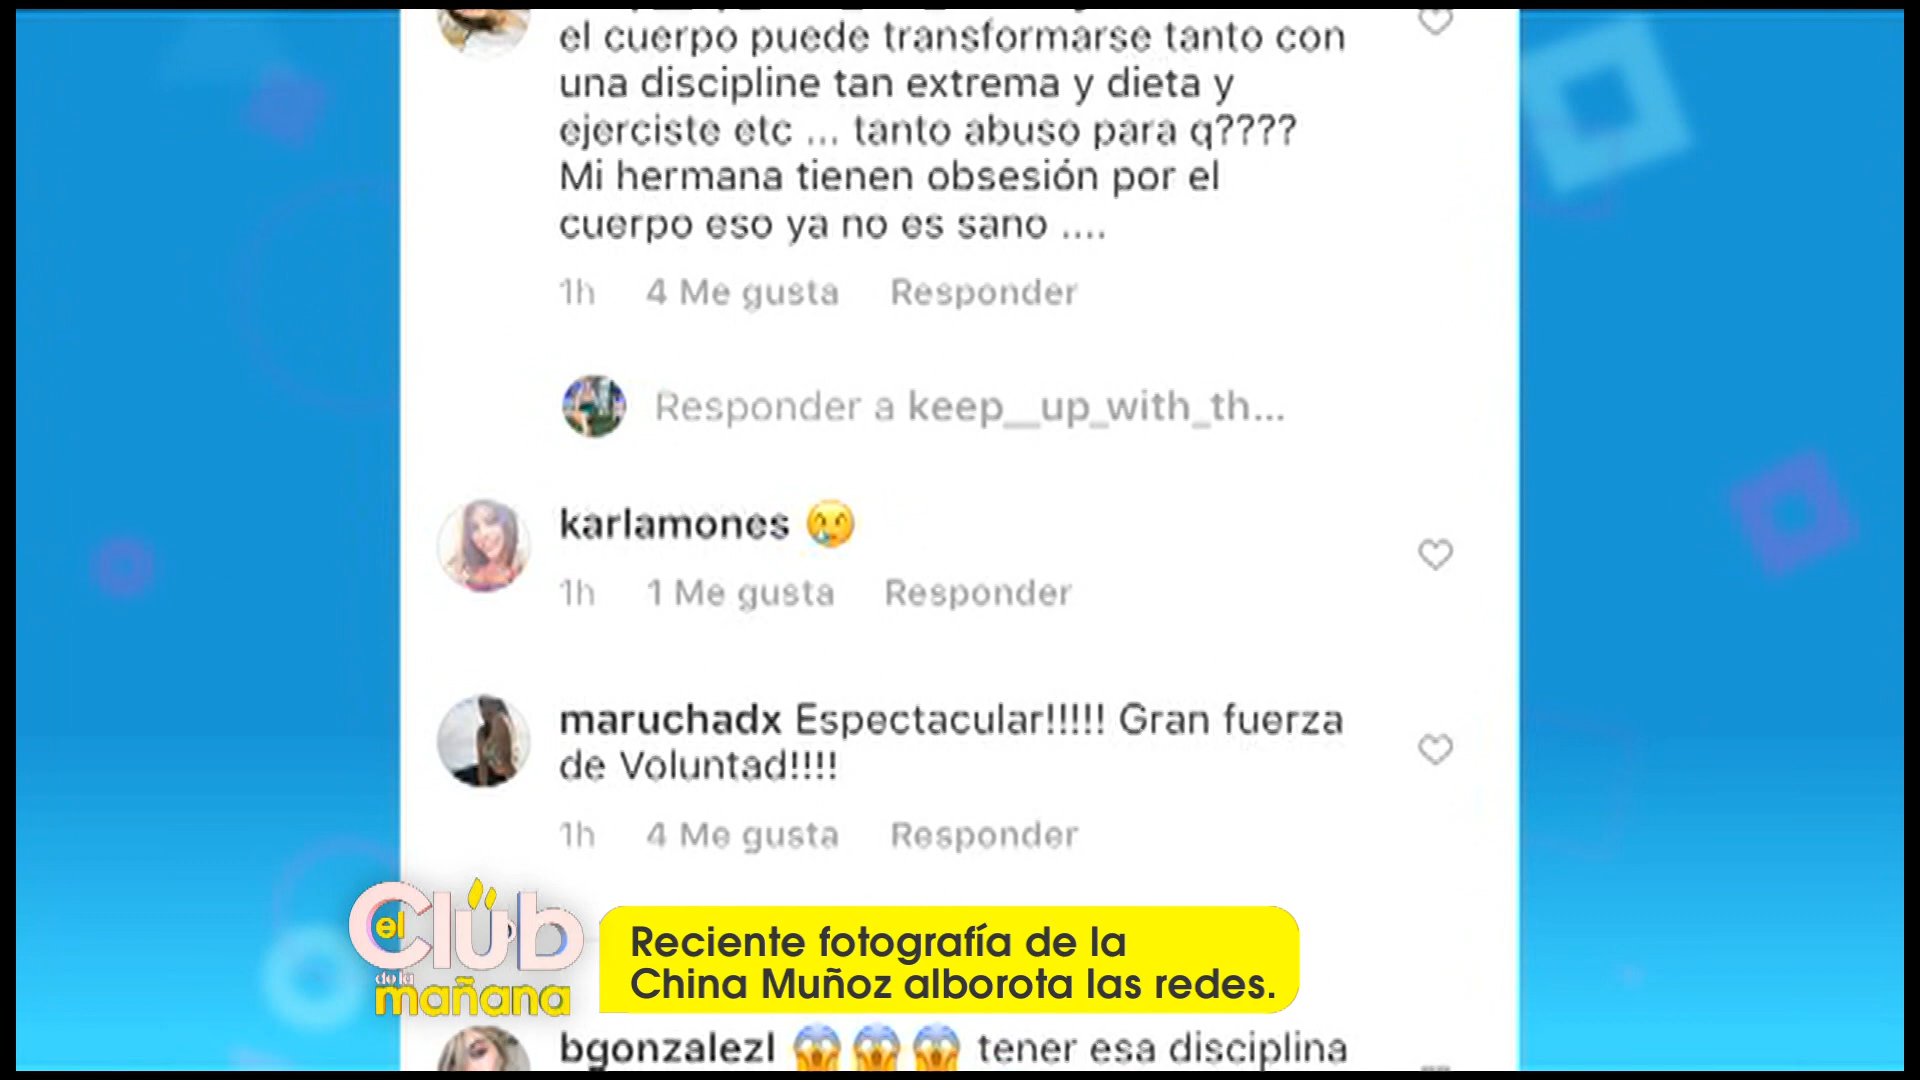 el cuerpo puede transformarse tanto con
una discipline tan extrema y dieta y
ejerciste etc ... tanto abuso para q????
Mi hermana tienen obsesión por el
cuerpo eso ya no es sano ....
1h 4 Me gusta Responder
Responder a keep__up_with_th...
karlamones 😢
1h 1 Me gusta Responder
maruchadx Espectacular!!!!! Gran fuerza
de Voluntad!!!!
1h 4 Me gusta Responder
el Club
de la
mañana
Reciente fotografía de la
China Muñoz alborota las redes.
bgonzalezl 😱😱😱 tener esa disciplina